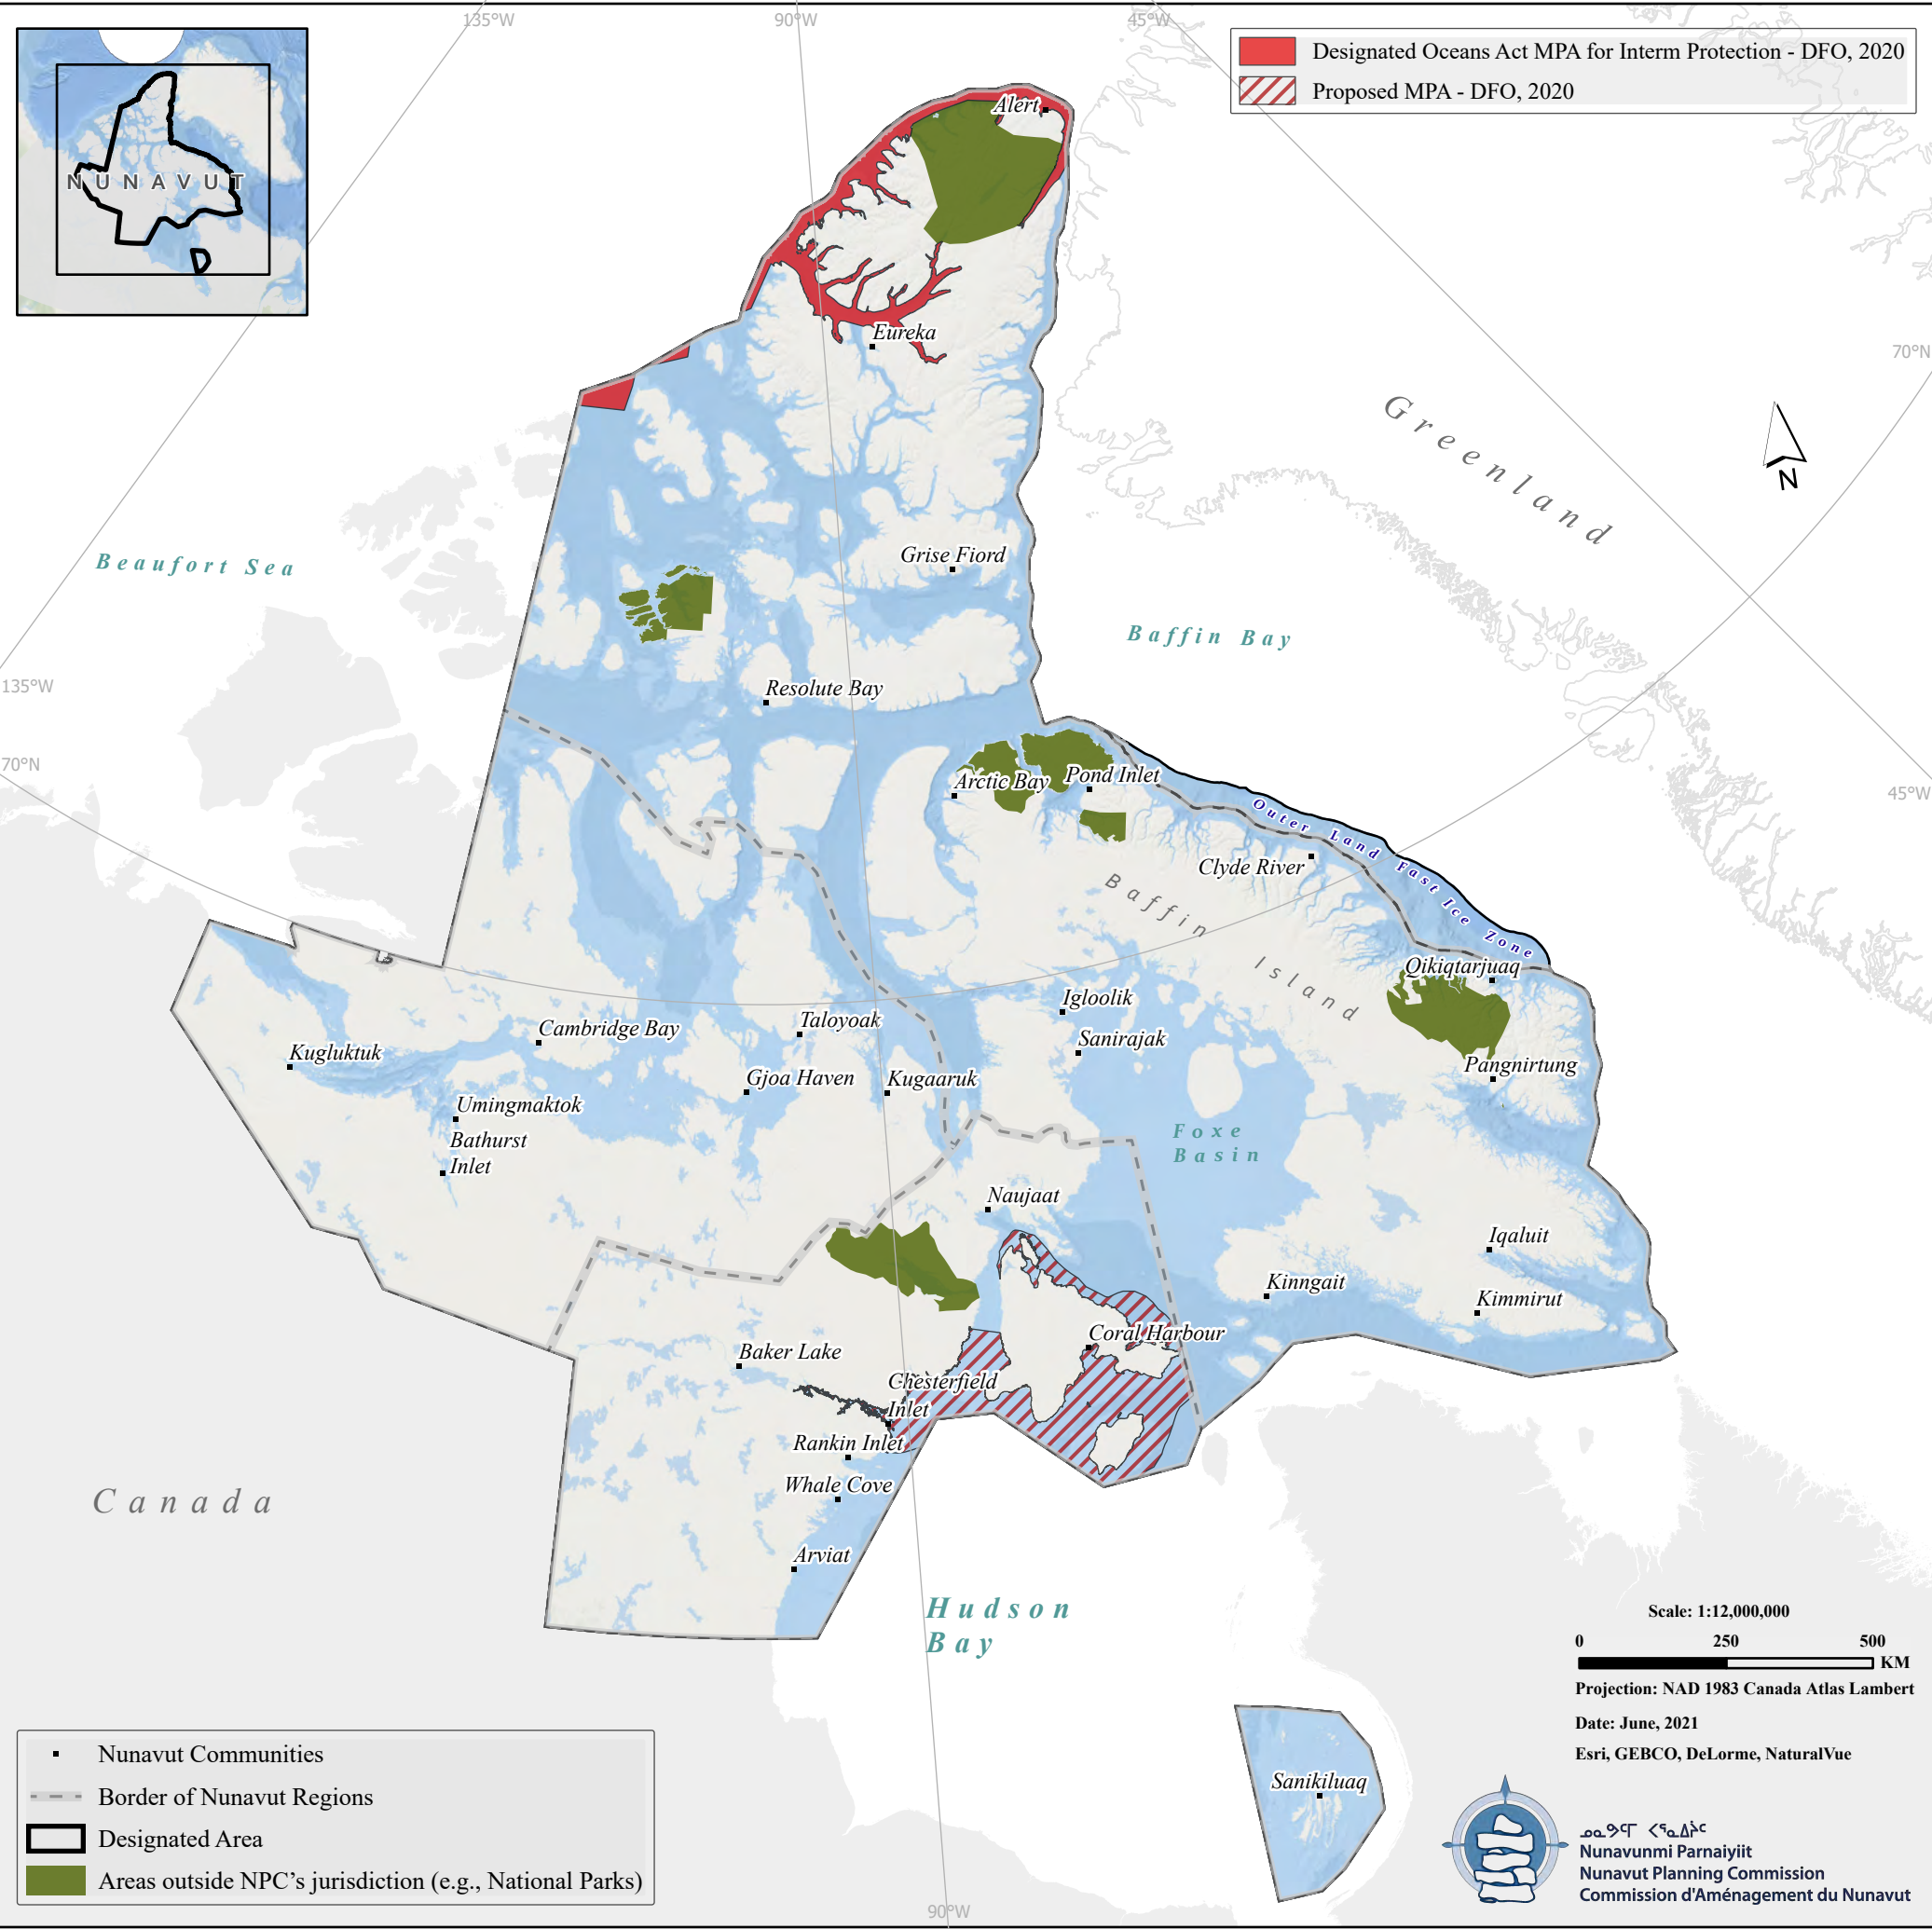 135°W
90°W
45°W
Designated Oceans Act MPA for Interm Protection - DFO, 2020
Proposed MPA - DFO, 2020
NUNAVUT
Alert
Eureka
70°N
Greenland
N
Beaufort Sea
Grise Fiord
Baffin Bay
135°W
Resolute Bay
70°N
Arctic Bay
Pond Inlet
45°W
Outer Land Fast Ice Zone
Clyde River
Baffin Island
Qikiqtarjuaq
Igloolik
Taloyoak
Cambridge Bay
Sanirajak
Kugluktuk
Pangnirtung
Gjoa Haven
Kugaaruk
Umingmaktok
Foxe
Basin
Bathurst
Inlet
Naujaat
Iqaluit
Kinngait
Kimmirut
Coral Harbour
Baker Lake
Chesterfield
Inlet
Rankin Inlet
Whale Cove
Canada
Arviat
Hudson
Bay
Scale: 1:12,000,000
0 250 500
KM
Projection: NAD 1983 Canada Atlas Lambert
Date: June, 2021
Esri, GEBCO, DeLorme, NaturalVue
Sanikiluaq
Nunavut Communities
Border of Nunavut Regions
Designated Area
Areas outside NPC's jurisdiction (e.g., National Parks)
ᓄᓇᕗᒻᒥ ᐸᕐᓇᐃᔨᑦ
Nunavunmi Parnaiyiit
Nunavut Planning Commission
Commission d'Aménagement du Nunavut
90°W